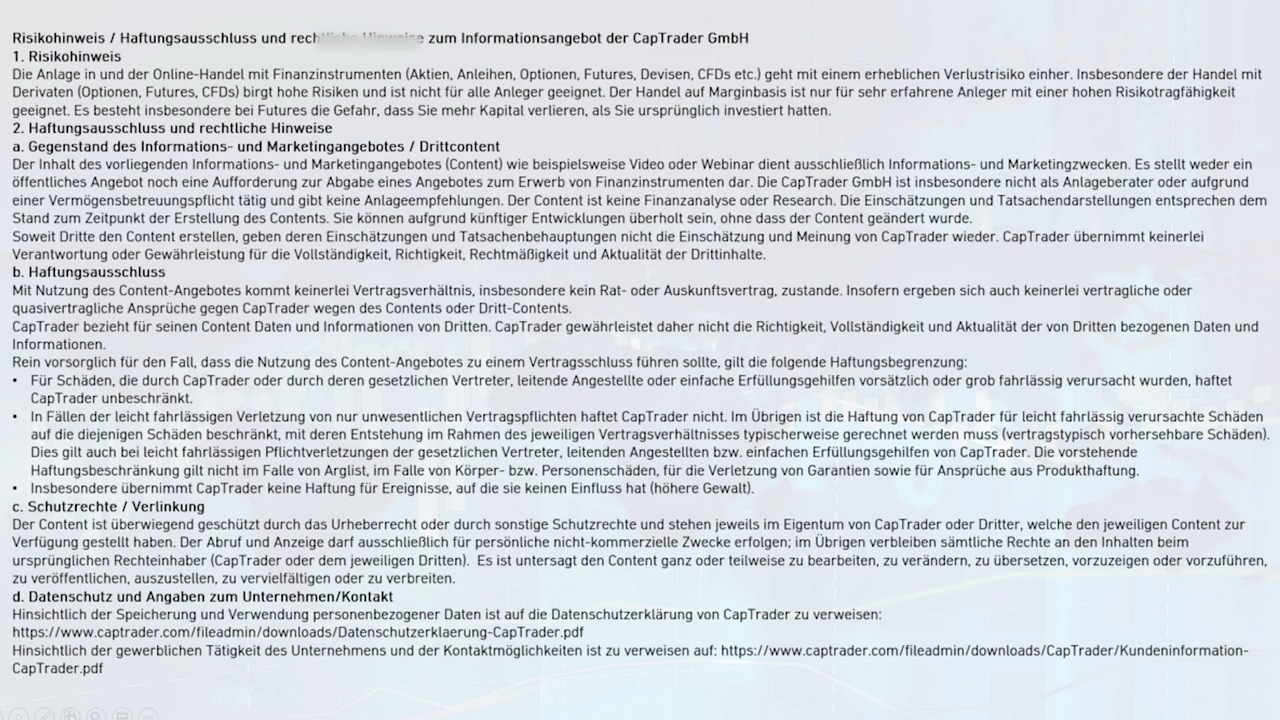 Risikohinweis / Haftungsausschluss und rechtliche Hinweise zum Informationsangebot der CapTrader GmbH
1. Risikohinweis
Die Anlage in und der Online-Handel mit Finanzinstrumenten (Aktien, Anleihen, Optionen, Futures, Devisen, CFDs etc.) geht mit einem erheblichen Verlustrisiko einher. Insbesondere der Handel mit
Derivaten (Optionen, Futures, CFDs) birgt hohe Risiken und ist nicht für alle Anleger geeignet. Der Handel auf Marginbasis ist nur für sehr erfahrene Anleger mit einer hohen Risikotragfähigkeit
geeignet. Es besteht insbesondere bei Futures die Gefahr, dass Sie mehr Kapital verlieren, als Sie ursprünglich investiert hatten.
2. Haftungsausschluss und rechtliche Hinweise
a. Gegenstand des Informations- und Marketingangebotes / Drittcontent
Der Inhalt des vorliegenden Informations- und Marketingangebotes (Content) wie beispielsweise Video oder Webinar dient ausschließlich Informations- und Marketingzwecken. Es stellt weder ein
öffentliches Angebot noch eine Aufforderung zur Abgabe eines Angebotes zum Erwerb von Finanzinstrumenten dar. Die CapTrader GmbH ist insbesondere nicht als Anlageberater oder aufgrund
einer Vermögensbetreuungspflicht tätig und gibt keine Anlageempfehlungen. Der Content ist keine Finanzanalyse oder Research. Die Einschätzungen und Tatsachendarstellungen entsprechen dem
Stand zum Zeitpunkt der Erstellung des Contents. Sie können aufgrund künftiger Entwicklungen überholt sein, ohne dass der Content geändert wurde.
Soweit Dritte den Content erstellen, geben deren Einschätzungen und Tatsachenbehauptungen nicht die Einschätzung und Meinung von CapTrader wieder. CapTrader übernimmt keinerlei
Verantwortung oder Gewährleistung für die Vollständigkeit, Richtigkeit, Rechtmäßigkeit und Aktualität der Drittinhalte.
b. Haftungsausschluss
Mit Nutzung des Content-Angebotes kommt keinerlei Vertragsverhältnis, insbesondere kein Rat- oder Auskunftsvertrag, zustande. Insofern ergeben sich auch keinerlei vertragliche oder
quasivertragliche Ansprüche gegen CapTrader wegen des Contents oder Dritt-Contents.
CapTrader bezieht für seinen Content Daten und Informationen von Dritten. CapTrader gewährleistet daher nicht die Richtigkeit, Vollständigkeit und Aktualität der von Dritten bezogenen Daten und
Informationen.
Rein vorsorglich für den Fall, dass die Nutzung des Content-Angebotes zu einem Vertragsschluss führen sollte, gilt die folgende Haftungsbegrenzung:
• Für Schäden, die durch CapTrader oder durch deren gesetzlichen Vertreter, leitende Angestellte oder einfache Erfüllungsgehilfen vorsätzlich oder grob fahrlässig verursacht wurden, haftet
CapTrader unbeschränkt.
• In Fällen der leicht fahrlässigen Verletzung von nur unwesentlichen Vertragspflichten haftet CapTrader nicht. Im Übrigen ist die Haftung von CapTrader für leicht fahrlässig verursachte Schäden
auf die diejenigen Schäden beschränkt, mit deren Entstehung im Rahmen des jeweiligen Vertragsverhältnisses typischerweise gerechnet werden muss (vertragstypisch vorhersehbare Schäden).
Dies gilt auch bei leicht fahrlässigen Pflichtverletzungen der gesetzlichen Vertreter, leitenden Angestellten bzw. einfachen Erfüllungsgehilfen von CapTrader. Die vorstehende
Haftungsbeschränkung gilt nicht im Falle von Arglist, im Falle von Körper- bzw. Personenschäden, für die Verletzung von Garantien sowie für Ansprüche aus Produkthaftung.
• Insbesondere übernimmt CapTrader keine Haftung für Ereignisse, auf die sie keinen Einfluss hat (höhere Gewalt).
c. Schutzrechte / Verlinkung
Der Content ist überwiegend geschützt durch das Urheberrecht oder durch sonstige Schutzrechte und stehen jeweils im Eigentum von CapTrader oder Dritter, welche den jeweiligen Content zur
Verfügung gestellt haben. Der Abruf und Anzeige darf ausschließlich für persönliche nicht-kommerzielle Zwecke erfolgen; im Übrigen verbleiben sämtliche Rechte an den Inhalten beim
ursprünglichen Rechteinhaber (CapTrader oder dem jeweiligen Dritten). Es ist untersagt den Content ganz oder teilweise zu bearbeiten, zu verändern, zu übersetzen, vorzuzeigen oder vorzuführen,
zu veröffentlichen, auszustellen, zu vervielfältigen oder zu verbreiten.
d. Datenschutz und Angaben zum Unternehmen/Kontakt
Hinsichtlich der Speicherung und Verwendung personenbezogener Daten ist auf die Datenschutzerklärung von CapTrader zu verweisen:
https://www.captrader.com/fileadmin/downloads/Datenschutzerklaerung-CapTrader.pdf
Hinsichtlich der gewerblichen Tätigkeit des Unternehmens und der Kontaktmöglichkeiten ist zu verweisen auf: https://www.captrader.com/fileadmin/downloads/CapTrader/Kundeninformation-
CapTrader.pdf